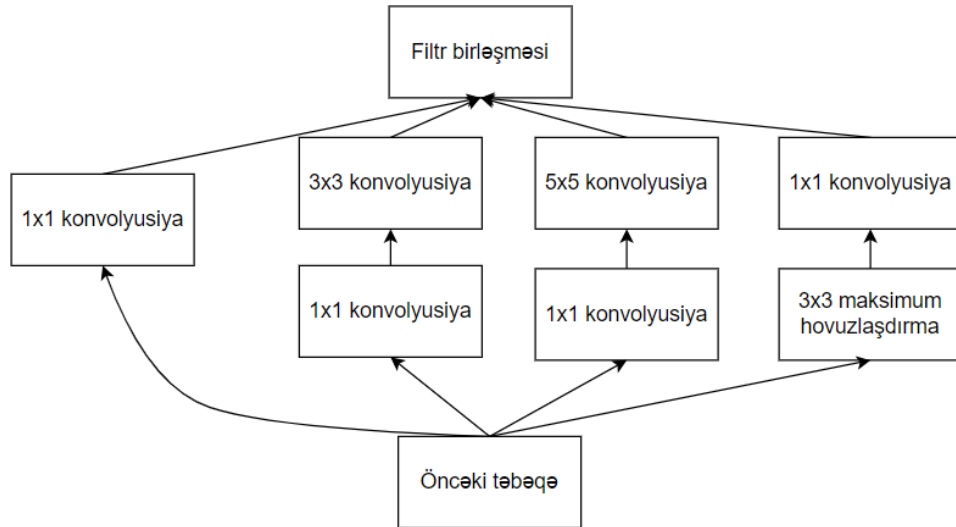 Filtr birləşməsi
1x1 konvolyusiya
3x3 konvolyusiya
5x5 konvolyusiya
1x1 konvolyusiya
1x1 konvolyusiya
1x1 konvolyusiya
3x3 maksimum
hovuzlaşdırma
Öncəki təbəqə